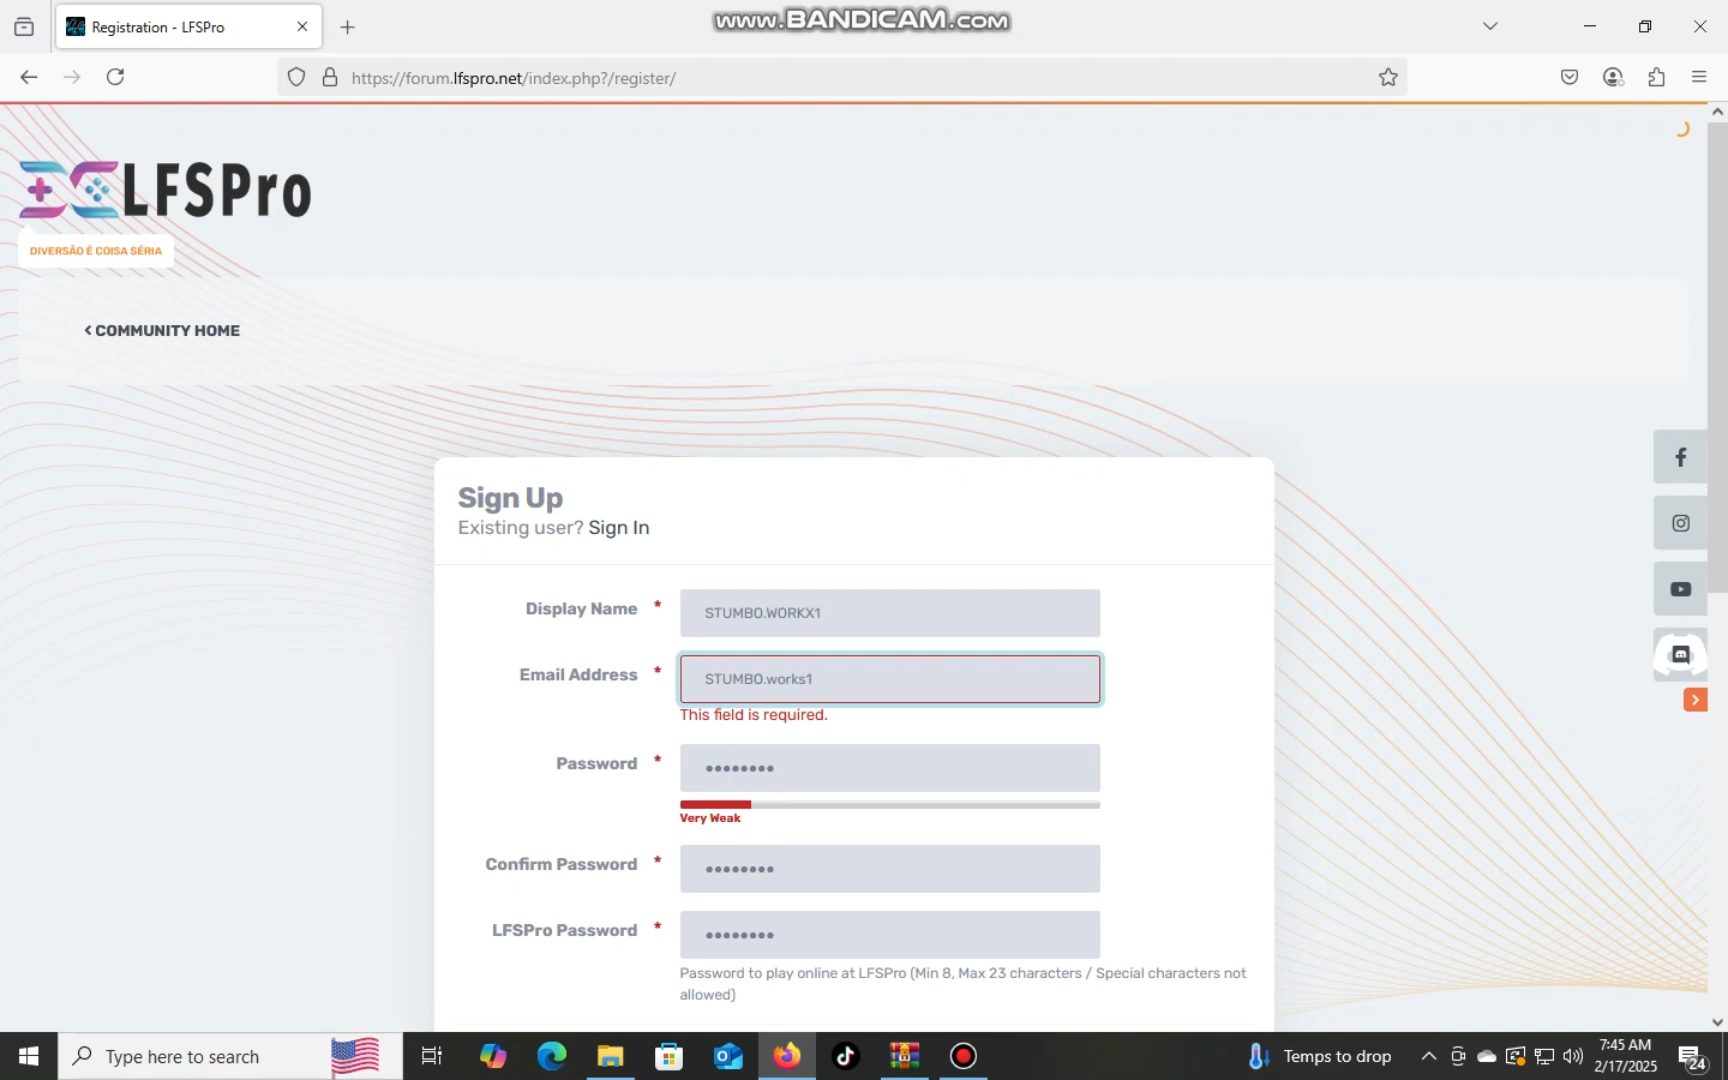 Registration - LFSPro
www.BANDICAM.com
https://forum.lfspro.net/index.php?/register/
LFSPro
DIVERSÃO É COISA SÉRIA
COMMUNITY HOME
Sign Up
Existing user? Sign In
Display Name *
STUMBO.WORKX1
Email Address *
STUMBO.works1
This field is required.
Password *
Very Weak
Confirm Password *
LFSPro Password *
Password to play online at LFSPro (Min 8, Max 23 characters / Special characters not
allowed)
Type here to search
Temps to drop
7:45 AM
2/17/2025
24